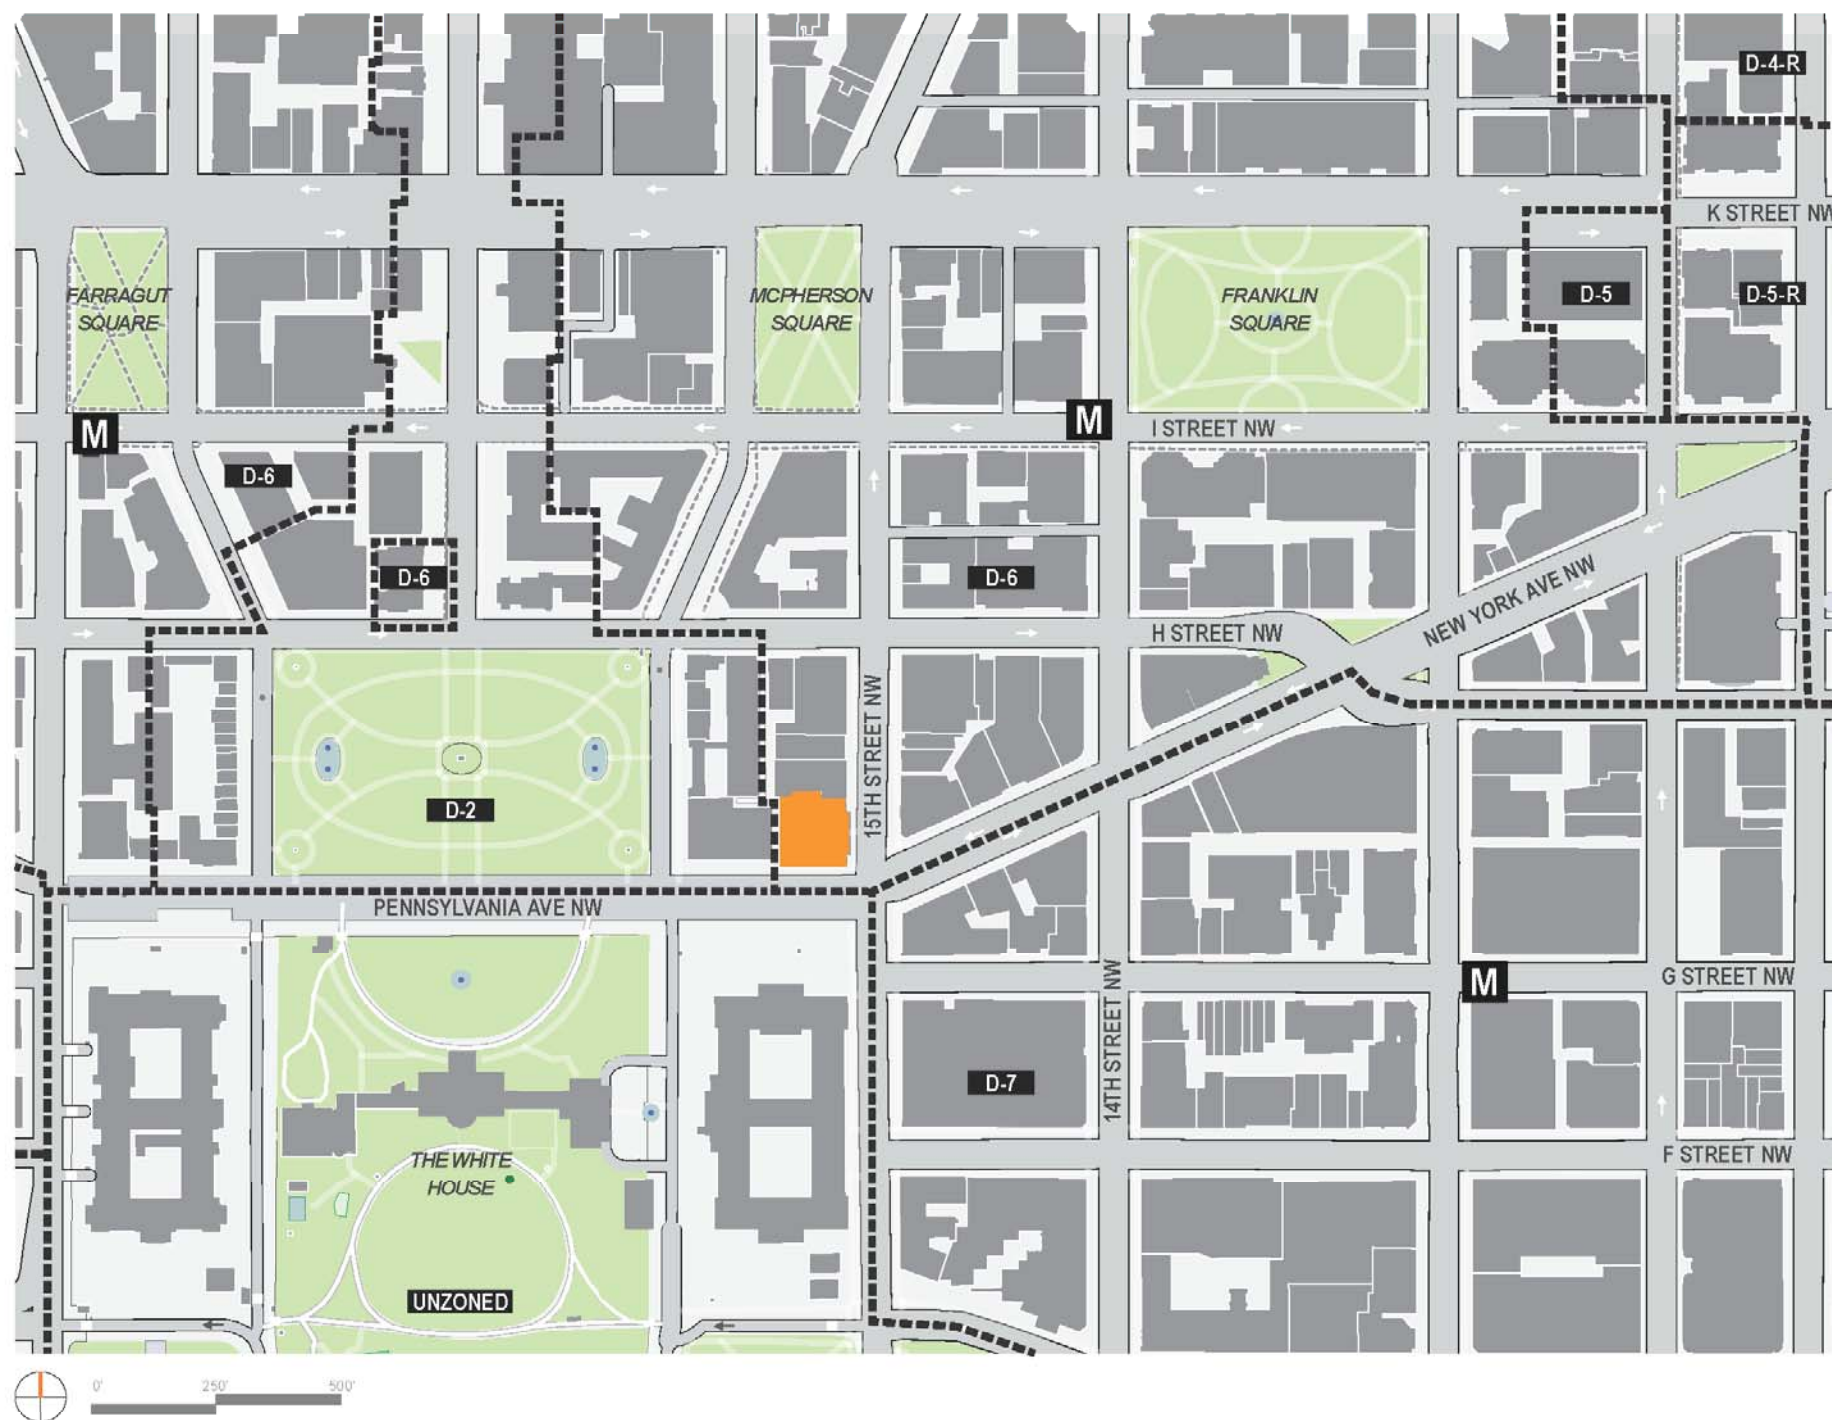 D-4-R
K STREET NW
FARRAGUT
SQUARE
MCPHERSON
SQUARE
FRANKLIN
SQUARE
D-5
D-5-R
M
M
I STREET NW
D-6
D-6
D-6
H STREET NW
NEW YORK AVE NW
15TH STREET NW
D-2
PENNSYLVANIA AVE NW
M
G STREET NW
14TH STREET NW
D-7
F STREET NW
THE WHITE
HOUSE
UNZONED
0' 250' 500'